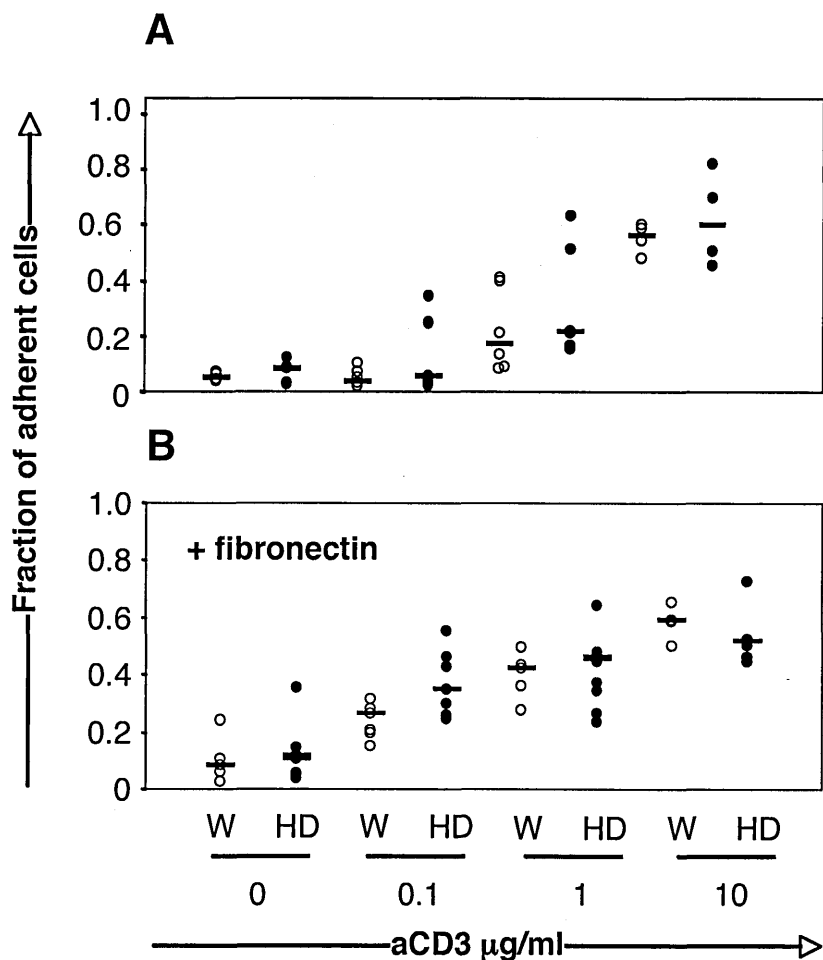 A
1.0
0.8
0.6
0.4
0.2
0
Fraction of adherent cells
B
1.0
0.8
0.6
0.4
0.2
0
+ fibronectin
W HD W HD W HD W HD
0 0.1 1 10
aCD3 μg/ml